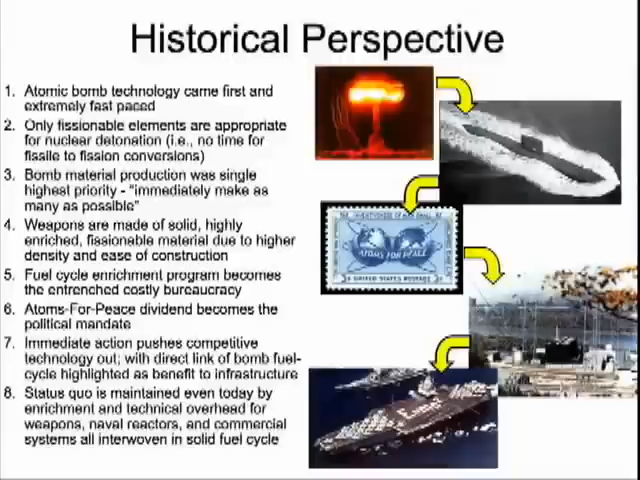 Historical Perspective
1. Atomic bomb technology came first and
extremely fast paced
2. Only fissionable elements are appropriate
for nuclear detonation (i.e., no time for
fissile to fission conversions)
3. Bomb material production was single
highest priority - "immediately make as
many as possible"
4. Weapons are made of solid, highly
enriched, fissionable material due to higher
density and ease of construction
5. Fuel cycle enrichment program becomes
the entrenched costly bureaucracy
6. Atoms-For-Peace dividend becomes the
political mandate
7. Immediate action pushes competitive
technology out; with direct link of bomb fuel-
cycle highlighted as benefit to infrastructure
8. Status quo is maintained even today by
enrichment and technical overhead for
weapons, naval reactors, and commercial
systems all interwoven in solid fuel cycle
ATOMS FOR PEACE
UNITED STATES POSTAGE